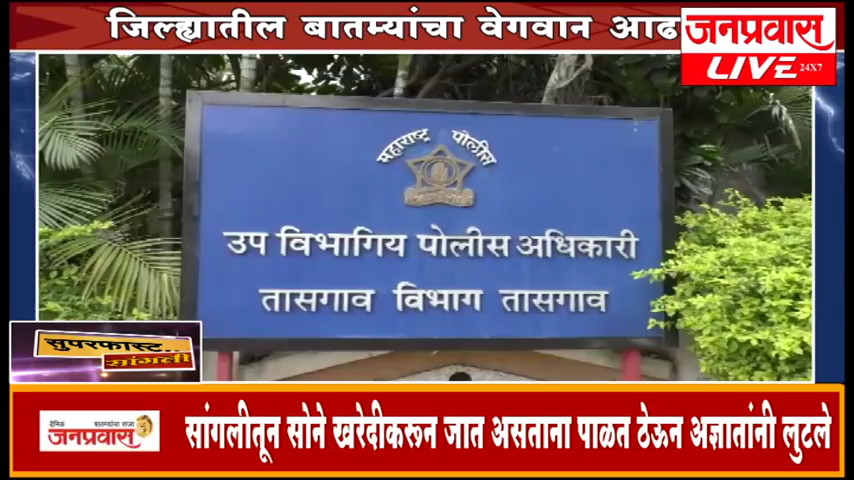 जिल्ह्यातील बातम्यांचा वेगवान
जनप्रवास
LIVE 24X7
महाराष्ट्र पोलीस
उप विभागिय पोलीस अधिकारी
तासगाव विभाग तासगाव
सुपरफास्ट...
सांगली
दैनिक बातम्यांचा राजा
जनप्रवास
सांगलीतून सोने खरेदीकरून जात असताना पाळत ठेऊन अज्ञातांनी लुटले